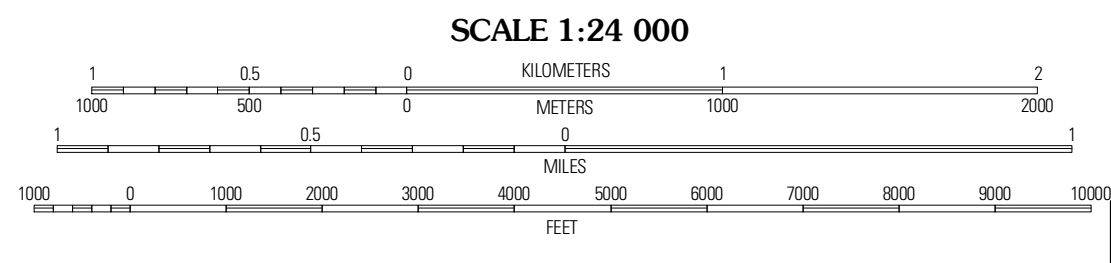 SCALE 1:24 000
KILOMETERS
1 0.5 0 1 2
1000 500 0 METERS 1000 2000
1 0.5 0 1
MILES
1000 0 1000 2000 3000 4000 5000 6000 7000 8000 9000 10000
FEET